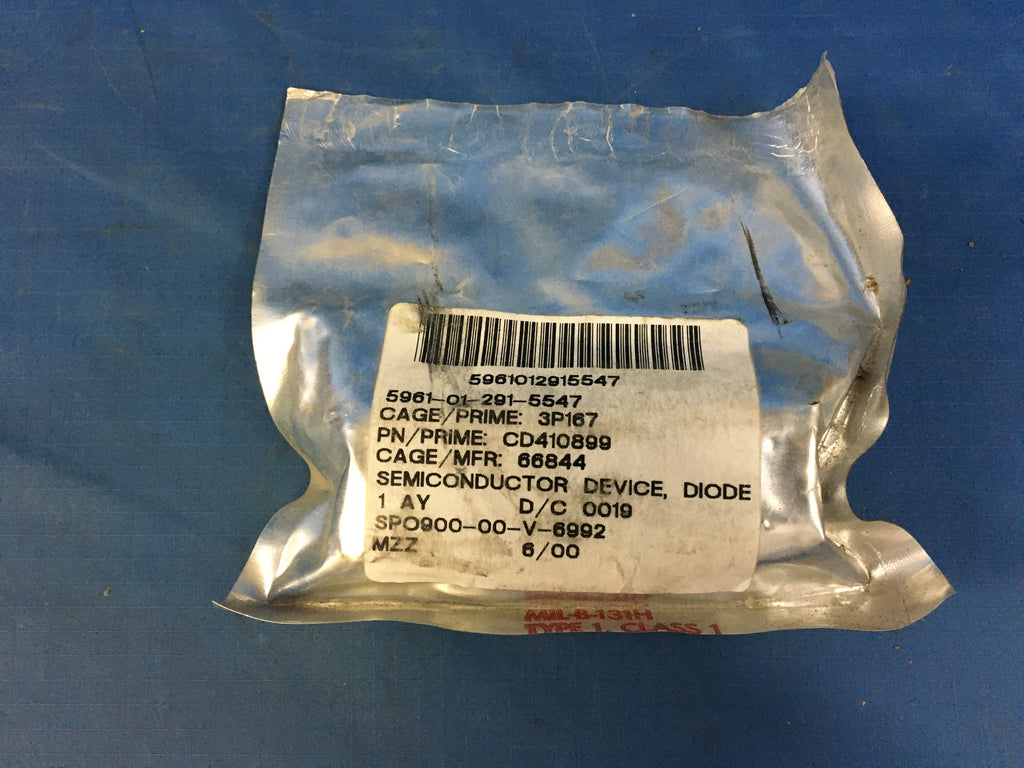 5961012915547
5961-01-291-5547
CAGE/PRIME: 3P167
PN/PRIME: CD410899
CAGE/MFR: 66844
SEMICONDUCTOR DEVICE, DIODE
1 AY D/C 0019
SPO900-00-V-6992
MZZ 6/00
MIL-B-131H
TYPE 1, CLASS 1